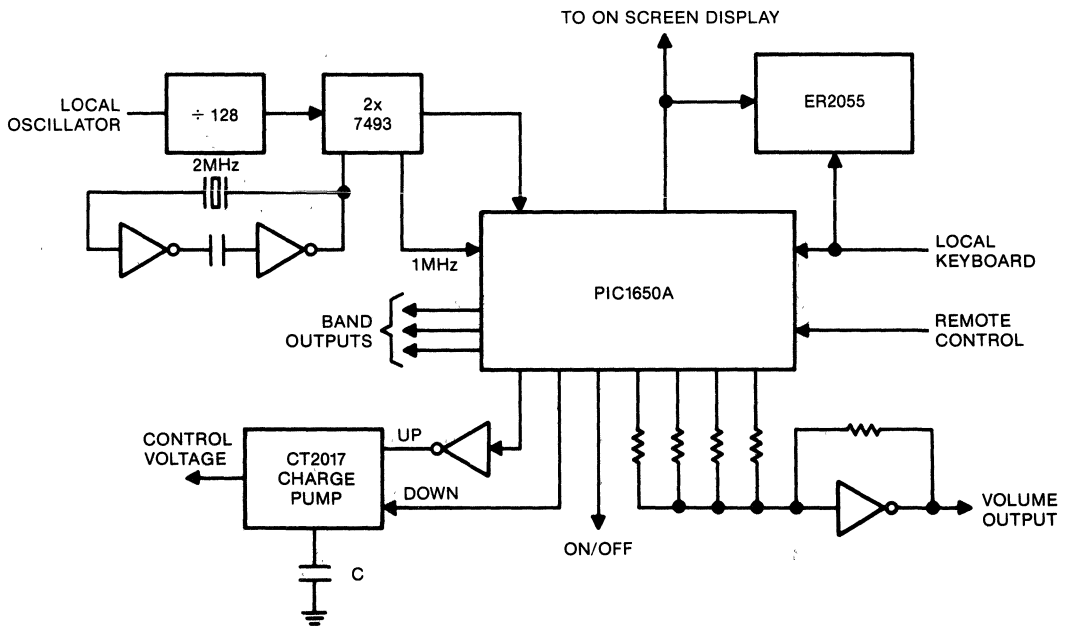 TO ON SCREEN DISPLAY
LOCAL
OSCILLATOR
÷ 128
2x
7493
ER2055
2MHz
1MHz
LOCAL
KEYBOARD
PIC1650A
BAND
OUTPUTS
REMOTE
CONTROL
CONTROL
VOLTAGE
CT2017
CHARGE
PUMP
UP
DOWN
ON/OFF
VOLUME
OUTPUT
C